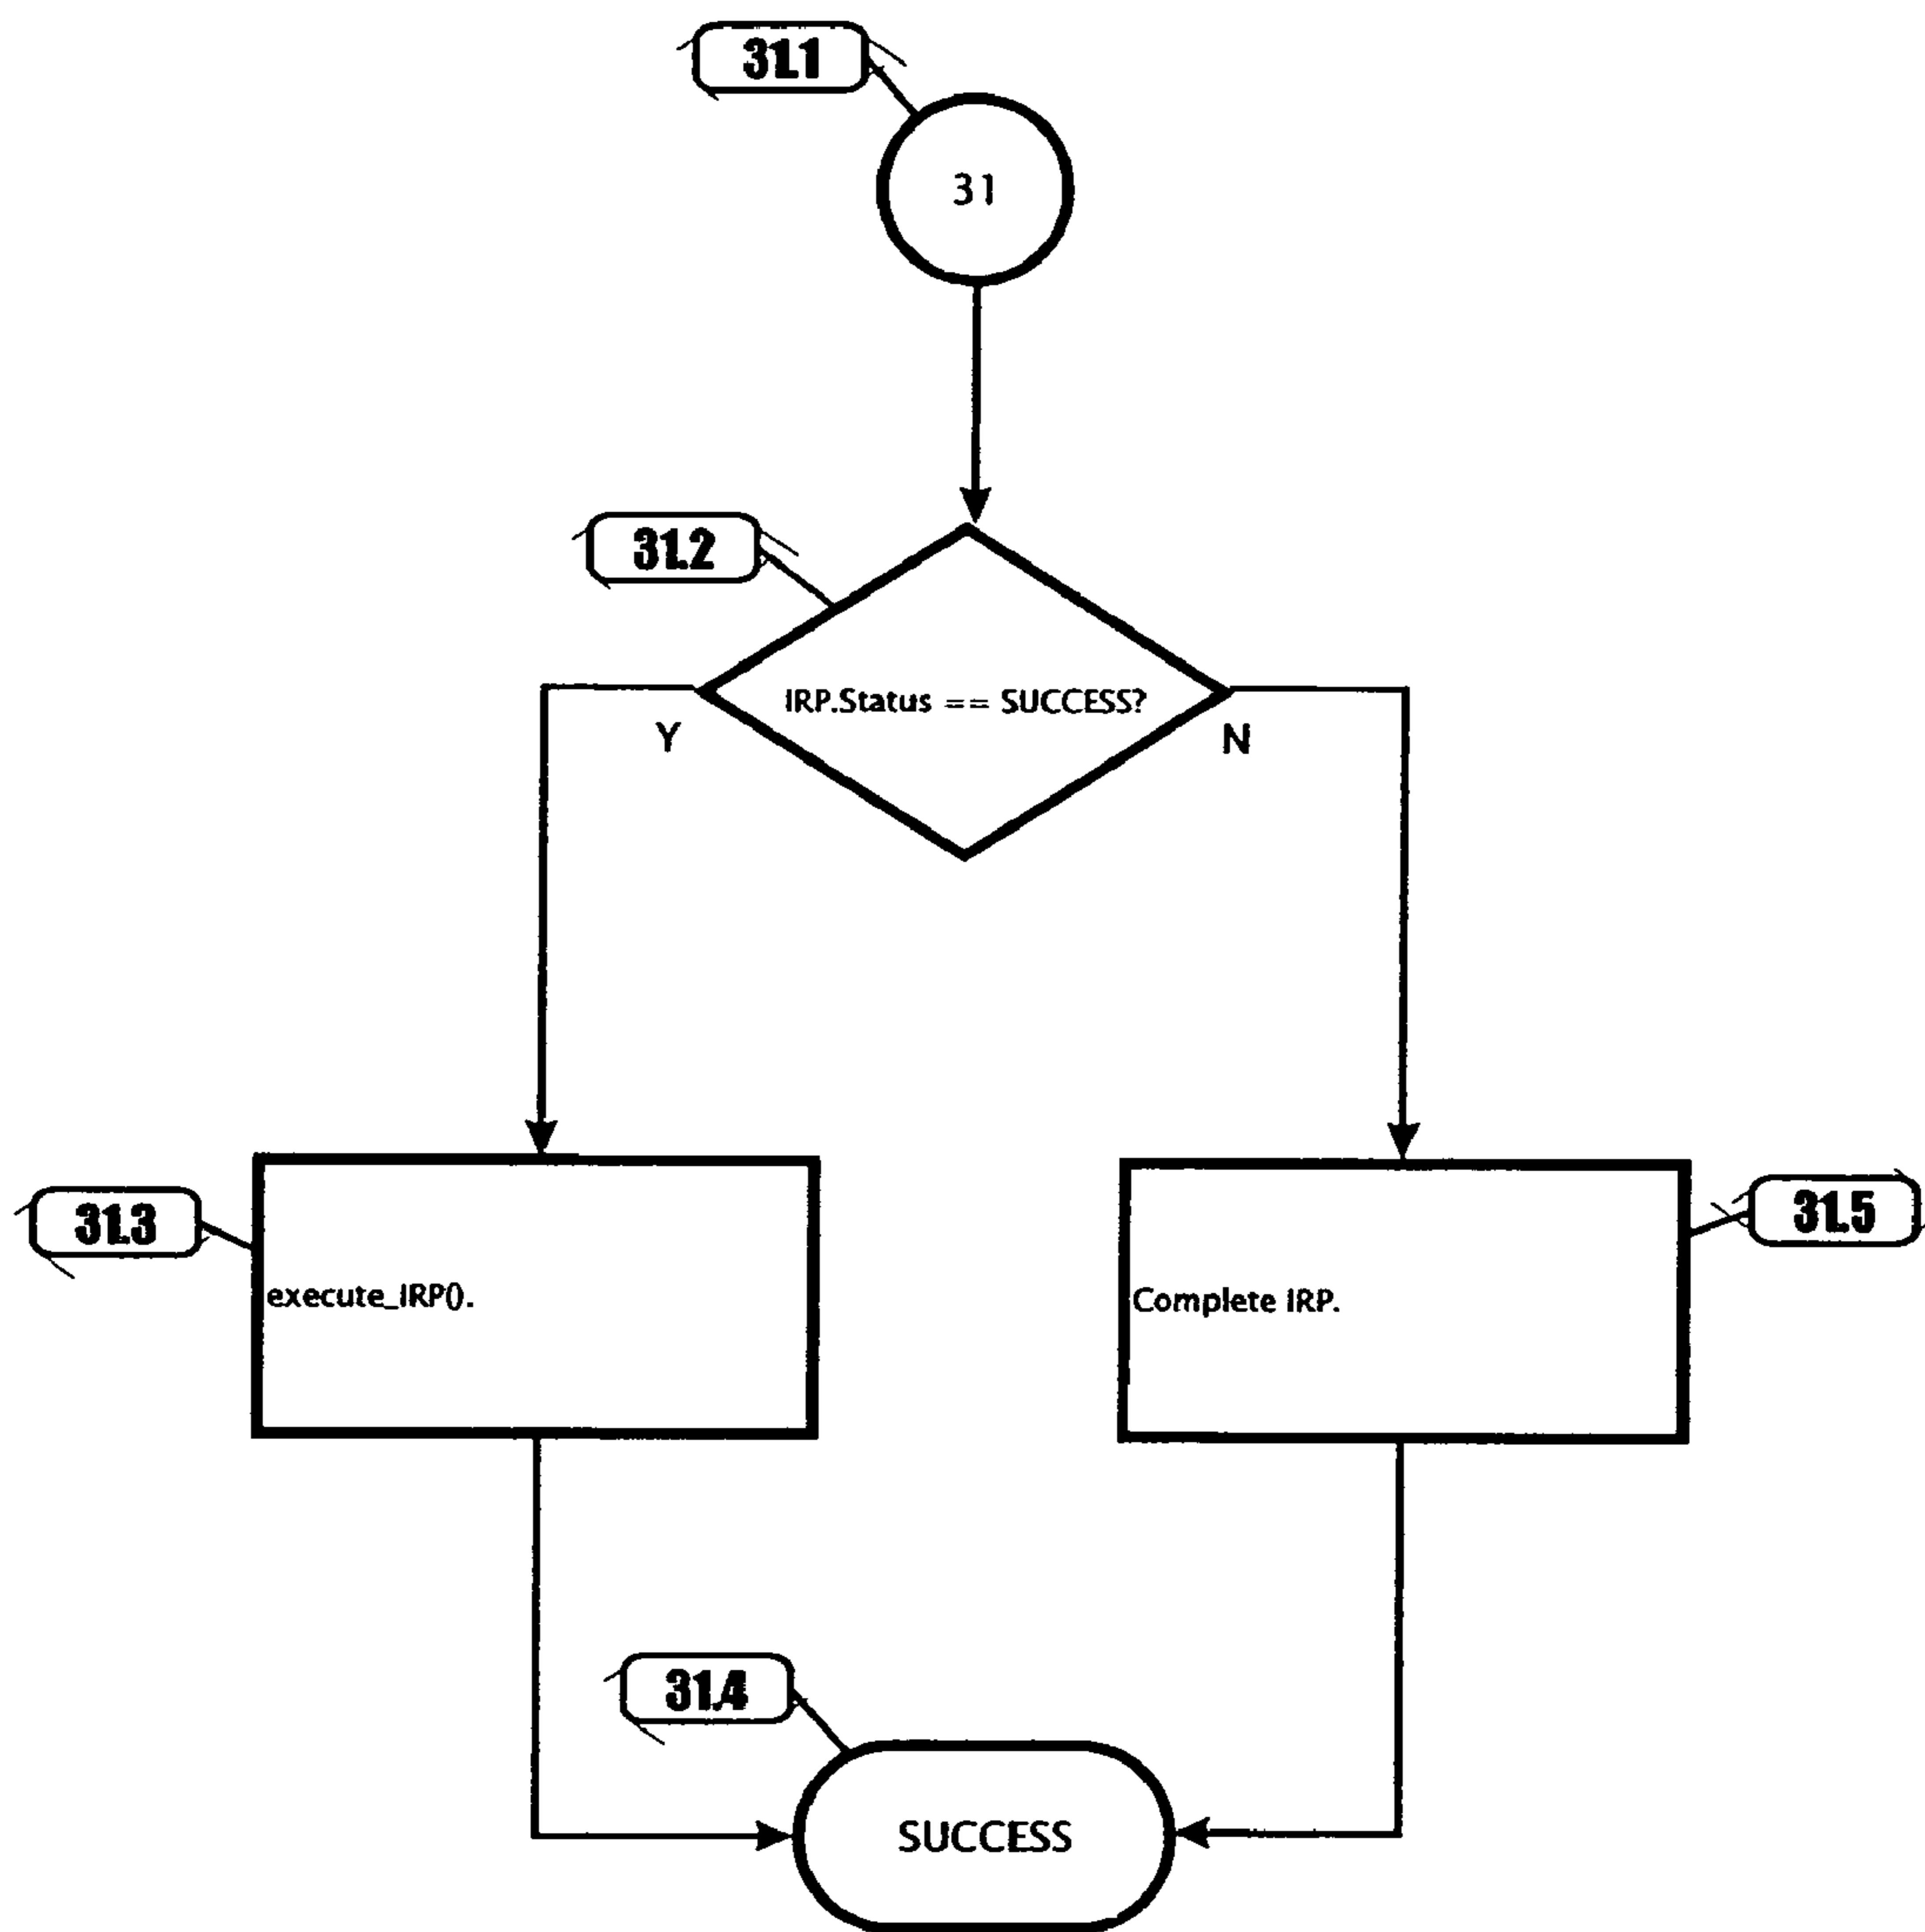 31.1
31
31.2
IRP.Status == SUCCESS?
Y
N
31.3
31.5
execute_IRP().
Complete IRP.
31.4
SUCCESS